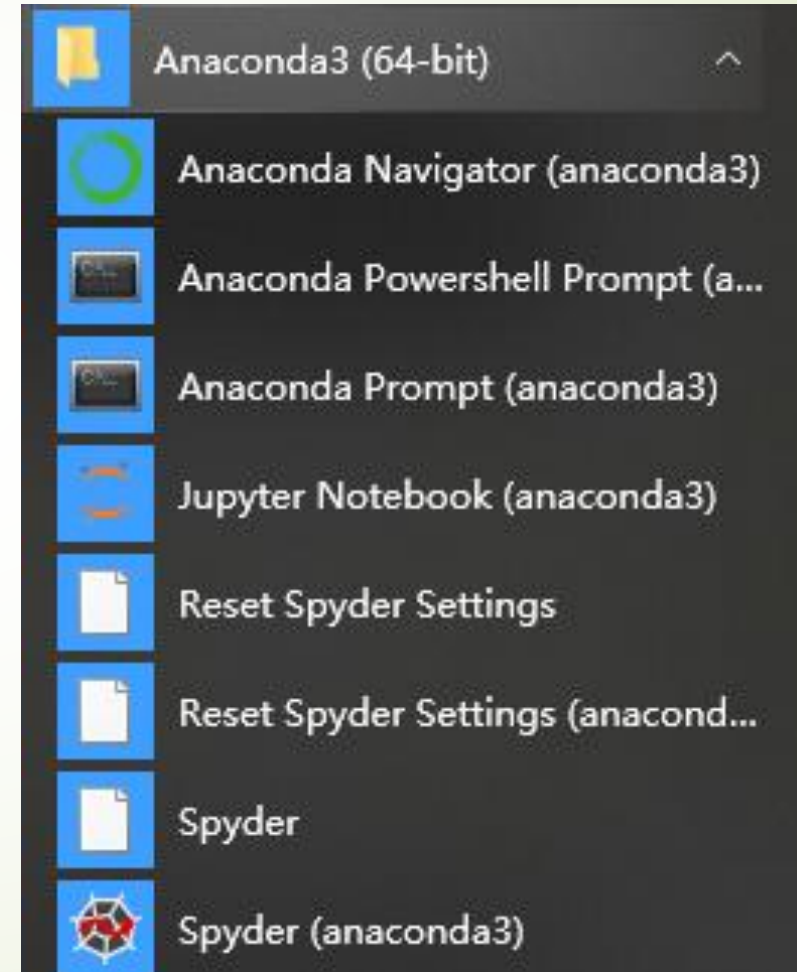 Anaconda3 (64-bit)
Anaconda Navigator (anaconda3)
Anaconda Powershell Prompt (a...
Anaconda Prompt (anaconda3)
Jupyter Notebook (anaconda3)
Reset Spyder Settings
Reset Spyder Settings (anacond...
Spyder
Spyder (anaconda3)